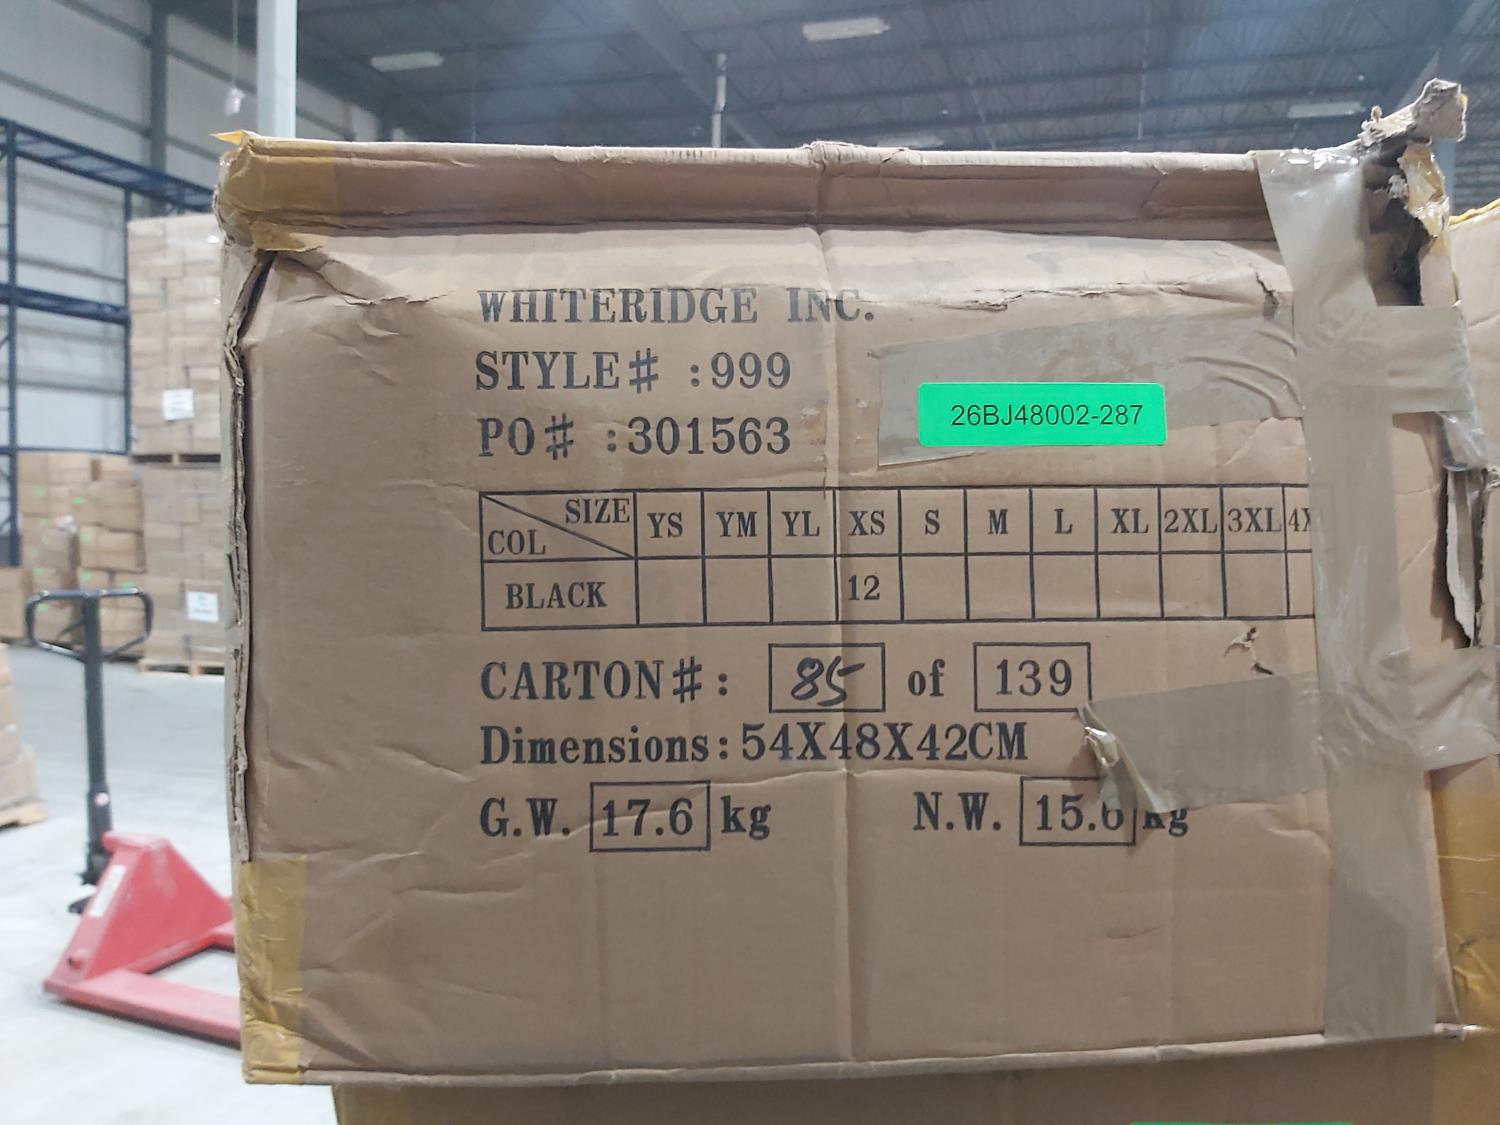 WHITERIDGE INC.
STYLE# :999
PO# :301563
26BJ48002-287
SIZE YS YM YL XS S M L XL 2XL 3XL 4X
COL
BLACK 12
CARTON#: 85 of 139
Dimensions:54X48X42CM
G.W. 17.6 kg N.W. 15.6 kg